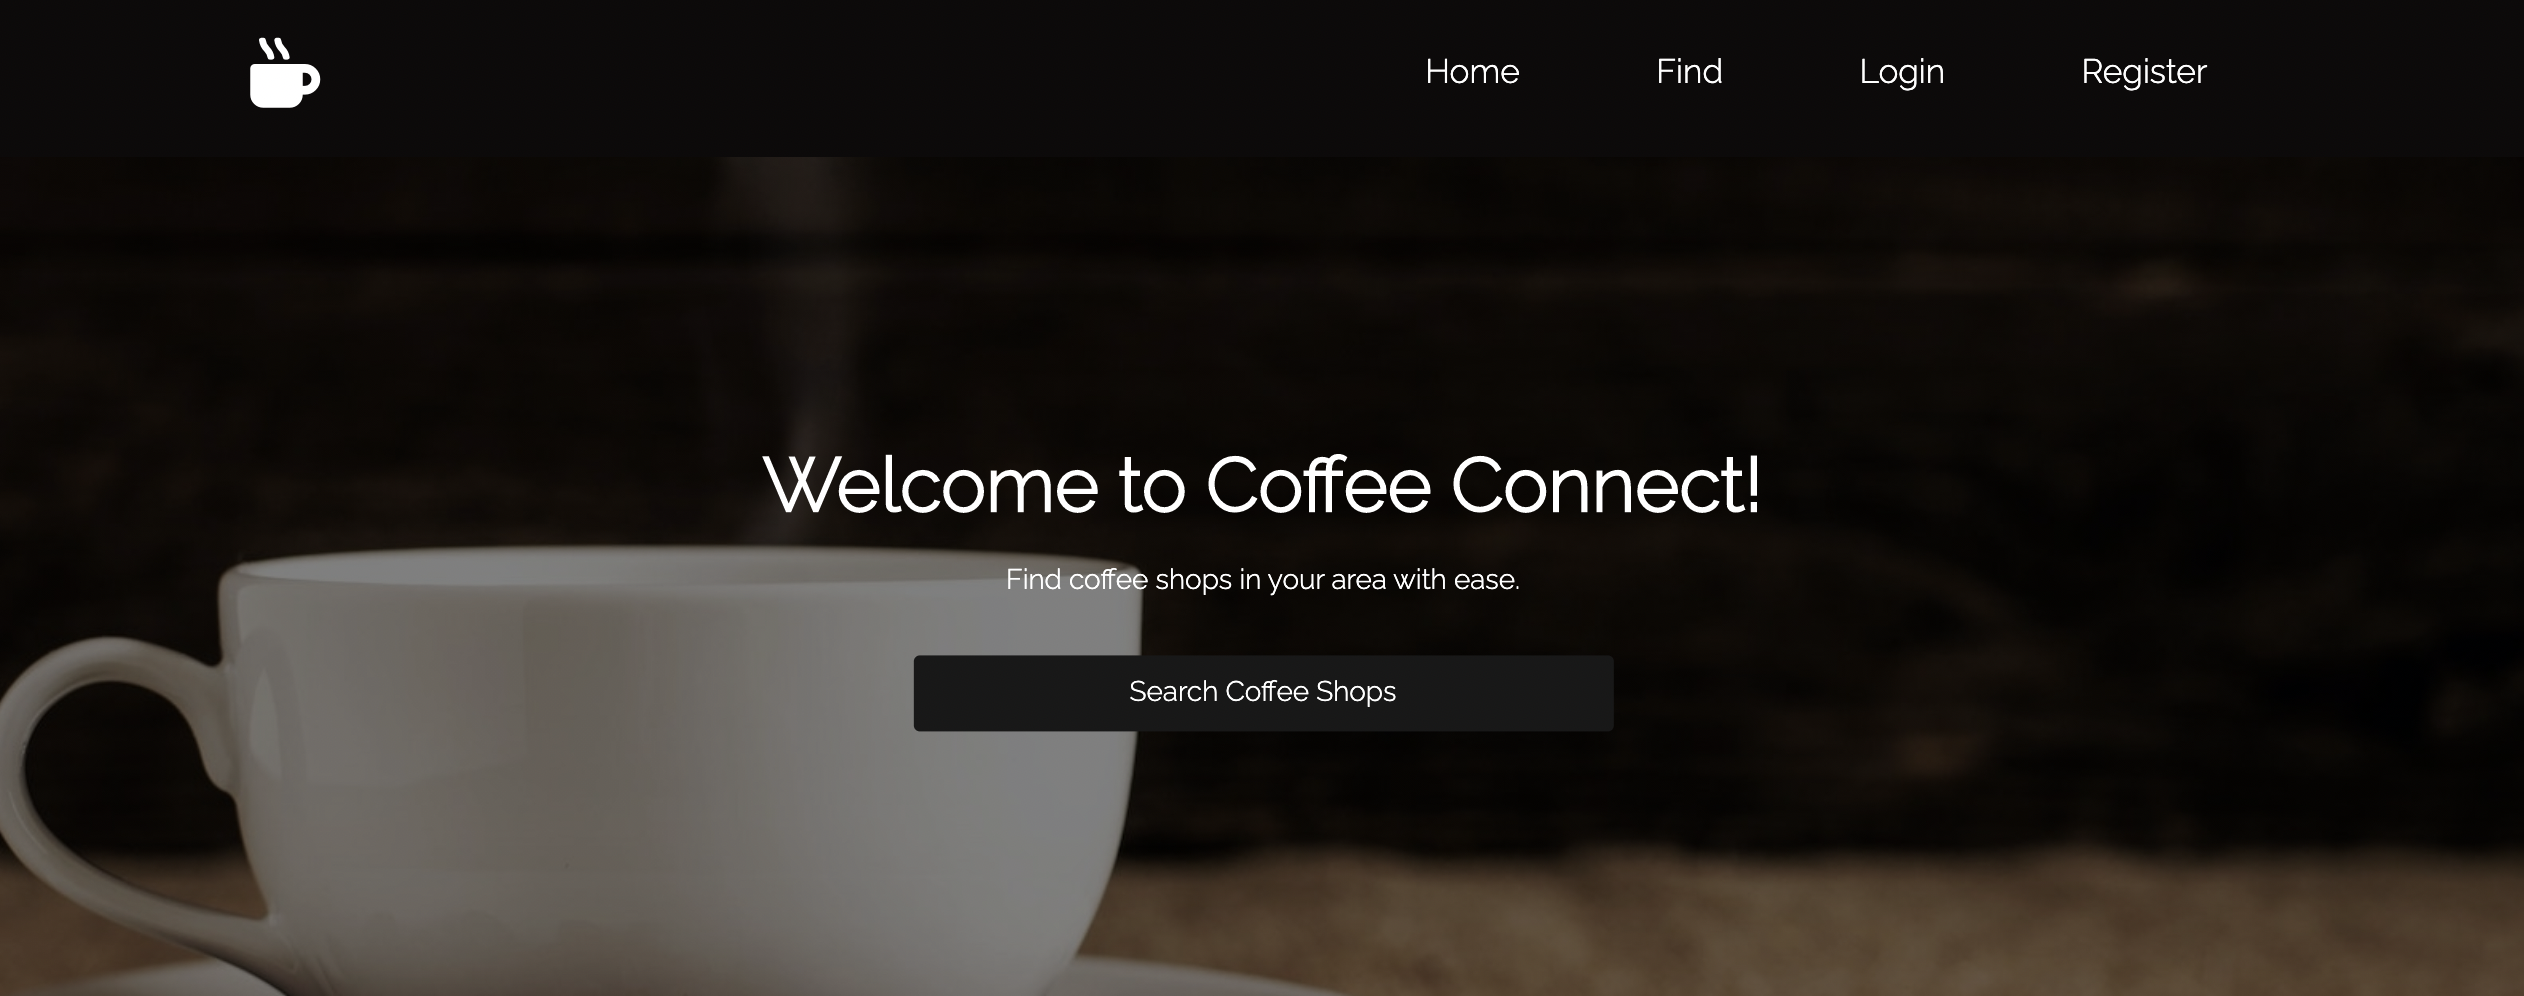 Home Find Login Register
Welcome to Coffee Connect!
Find coffee shops in your area with ease.
Search Coffee Shops